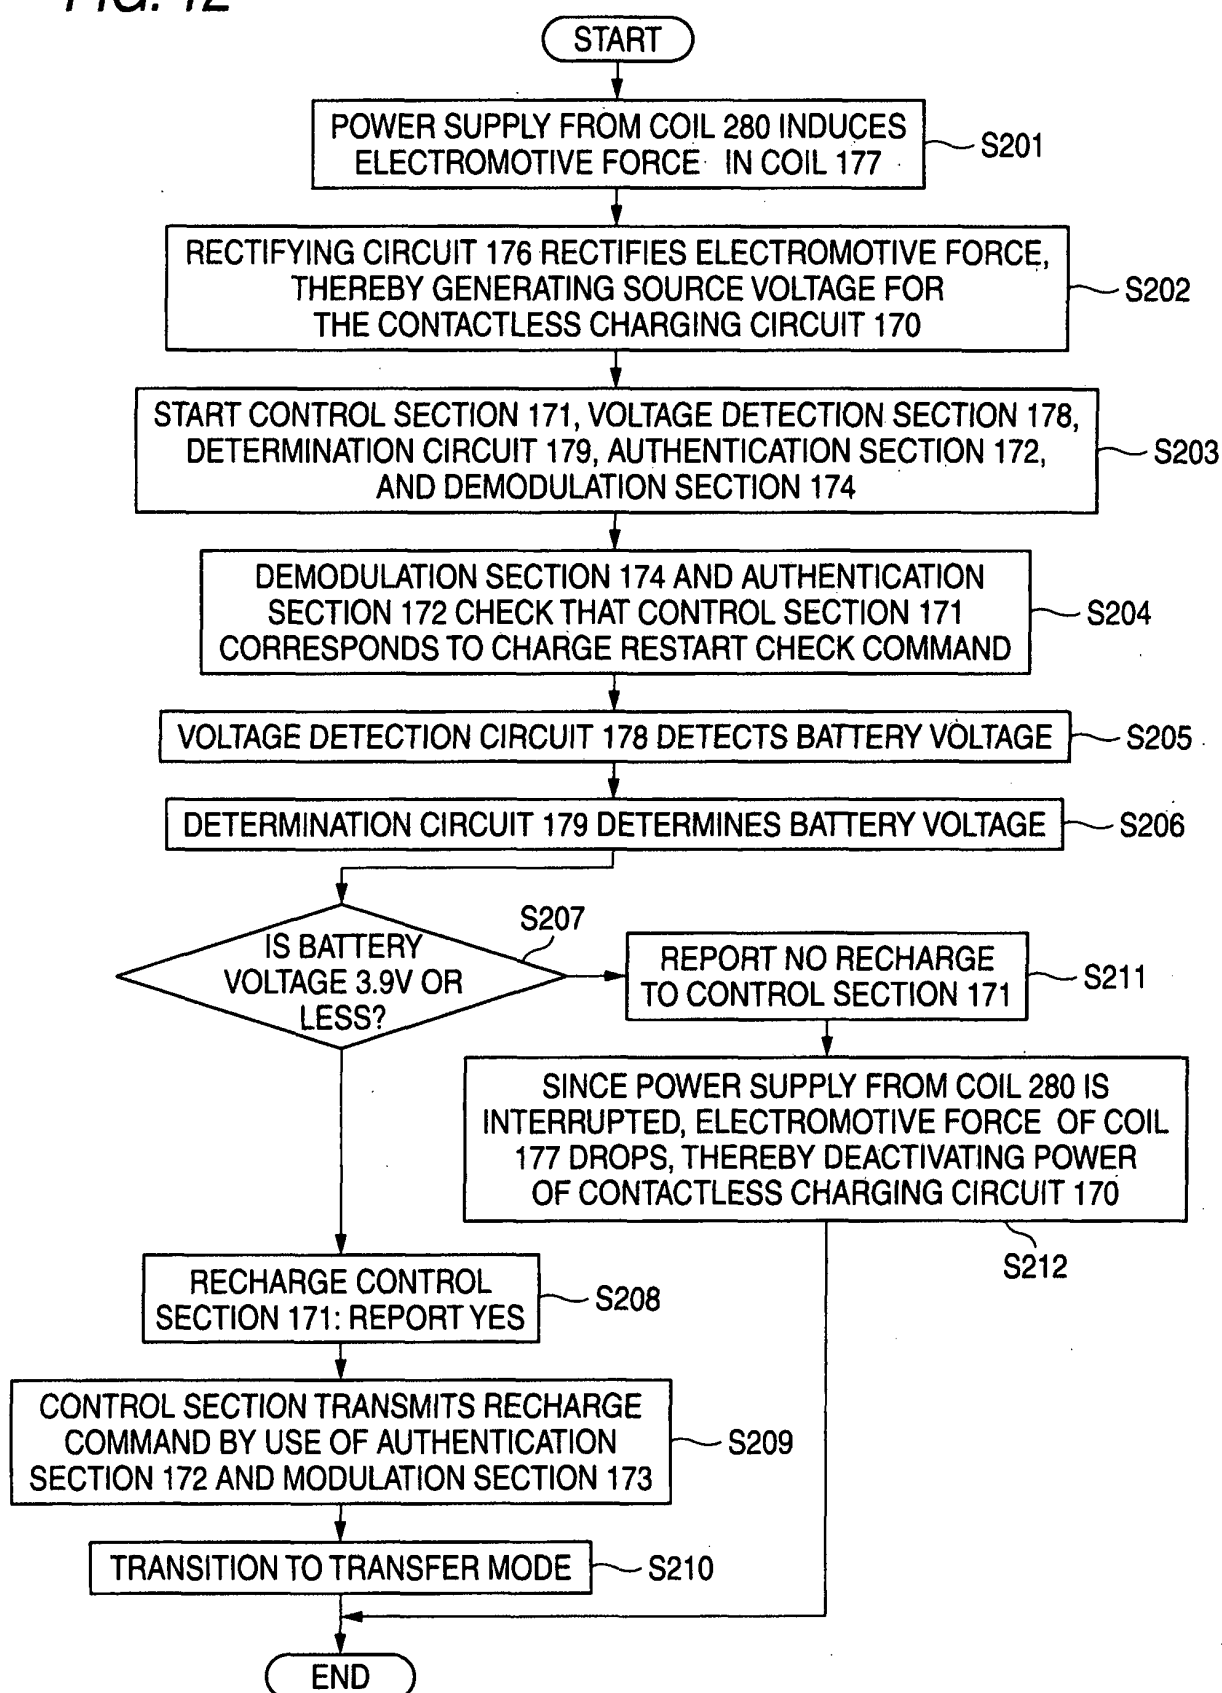 FIG. 12
START
POWER SUPPLY FROM COIL 280 INDUCES
ELECTROMOTIVE FORCE IN COIL 177
S201
RECTIFYING CIRCUIT 176 RECTIFIES ELECTROMOTIVE FORCE,
THEREBY GENERATING SOURCE VOLTAGE FOR
THE CONTACTLESS CHARGING CIRCUIT 170
S202
START CONTROL SECTION 171, VOLTAGE DETECTION SECTION 178,
DETERMINATION CIRCUIT 179, AUTHENTICATION SECTION 172,
AND DEMODULATION SECTION 174
S203
DEMODULATION SECTION 174 AND AUTHENTICATION
SECTION 172 CHECK THAT CONTROL SECTION 171
CORRESPONDS TO CHARGE RESTART CHECK COMMAND
S204
VOLTAGE DETECTION CIRCUIT 178 DETECTS BATTERY VOLTAGE
S205
DETERMINATION CIRCUIT 179 DETERMINES BATTERY VOLTAGE
S206
IS BATTERY
VOLTAGE 3.9V OR
LESS?
S207
REPORT NO RECHARGE
TO CONTROL SECTION 171
S211
SINCE POWER SUPPLY FROM COIL 280 IS
INTERRUPTED, ELECTROMOTIVE FORCE OF COIL
177 DROPS, THEREBY DEACTIVATING POWER
OF CONTACTLESS CHARGING CIRCUIT 170
S212
RECHARGE CONTROL
SECTION 171: REPORT YES
S208
CONTROL SECTION TRANSMITS RECHARGE
COMMAND BY USE OF AUTHENTICATION
SECTION 172 AND MODULATION SECTION 173
S209
TRANSITION TO TRANSFER MODE
S210
END